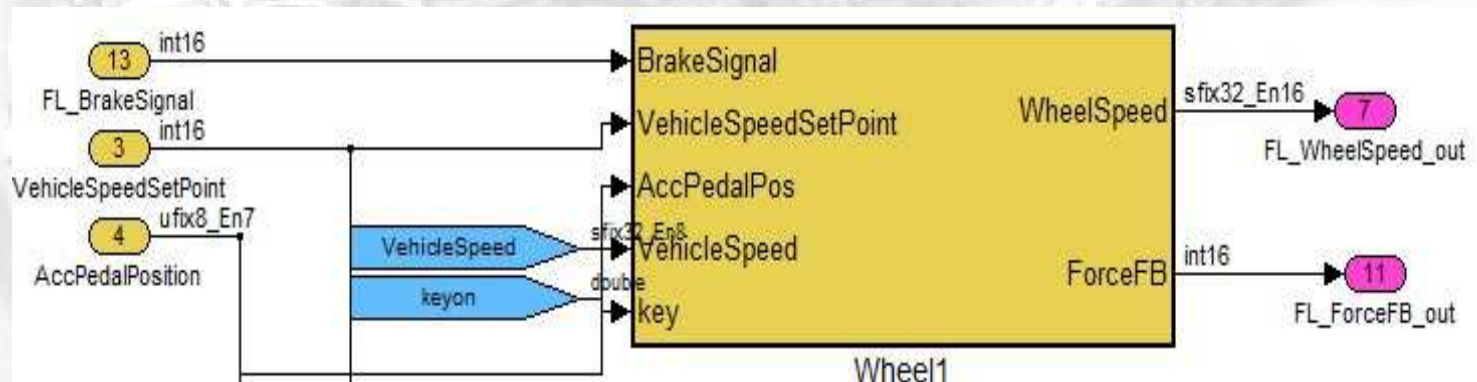 13
int16
FL_BrakeSignal
3
int16
VehicleSpeedSetPoint
4
ufix8_En7
AccPedalPosition
VehicleSpeed
sfix32_En8
keyon
double
BrakeSignal
VehicleSpeedSetPoint
AccPedalPos
VehicleSpeed
key
WheelSpeed
ForceFB
Wheel1
sfix32_En16
7
FL_WheelSpeed_out
int16
11
FL_ForceFB_out